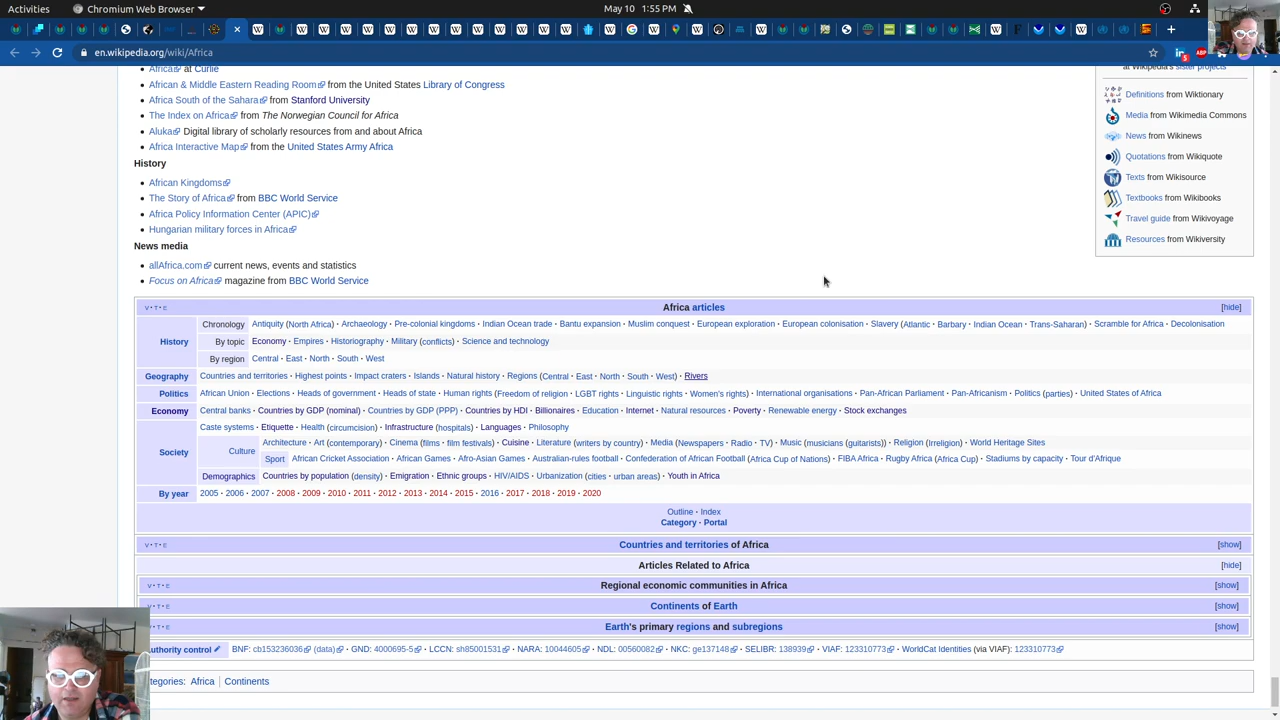 Activities
Chromium Web Browser
May 10 1:55 PM
en.wikipedia.org/wiki/Africa
Africa at Curlie
African & Middle Eastern Reading Room from the United States Library of Congress
Africa South of the Sahara from Stanford University
The Index on Africa from The Norwegian Council for Africa
Aluka Digital library of scholarly resources from and about Africa
Africa Interactive Map from the United States Army Africa
History
African Kingdoms
The Story of Africa from BBC World Service
Africa Policy Information Center (APIC)
Hungarian military forces in Africa
News media
allAfrica.com current news, events and statistics
Focus on Africa magazine from BBC World Service
at Wikipedia's sister projects
Definitions from Wiktionary
Media from Wikimedia Commons
News from Wikinews
Quotations from Wikiquote
Texts from Wikisource
Textbooks from Wikibooks
Travel guide from Wikivoyage
Resources from Wikiversity
V · T · E Africa articles [hide]
History
Chronology Antiquity (North Africa) · Archaeology · Pre-colonial kingdoms · Indian Ocean trade · Bantu expansion · Muslim conquest · European exploration · European colonisation · Slavery (Atlantic · Barbary · Indian Ocean · Trans-Saharan) · Scramble for Africa · Decolonisation
By topic Economy · Empires · Historiography · Military (conflicts) · Science and technology
By region Central · East · North · South · West
Geography Countries and territories · Highest points · Impact craters · Islands · Natural history · Regions (Central · East · North · South · West) · Rivers
Politics African Union · Elections · Heads of government · Heads of state · Human rights (Freedom of religion · LGBT rights · Linguistic rights · Women's rights) · International organisations · Pan-African Parliament · Pan-Africanism · Politics (parties) · United States of Africa
Economy Central banks · Countries by GDP (nominal) · Countries by GDP (PPP) · Countries by HDI · Billionaires · Education · Internet · Natural resources · Poverty · Renewable energy · Stock exchanges
Society
Caste systems · Etiquette · Health (circumcision) · Infrastructure (hospitals) · Languages · Philosophy
Culture
Architecture · Art (contemporary) · Cinema (films · film festivals) · Cuisine · Literature (writers by country) · Media (Newspapers · Radio · TV) · Music (musicians (guitarists)) · Religion (Irreligion) · World Heritage Sites
Sport African Cricket Association · African Games · Afro-Asian Games · Australian-rules football · Confederation of African Football (Africa Cup of Nations) · FIBA Africa · Rugby Africa (Africa Cup) · Stadiums by capacity · Tour d'Afrique
Demographics Countries by population (density) · Emigration · Ethnic groups · HIV/AIDS · Urbanization (cities · urban areas) · Youth in Africa
By year 2005 · 2006 · 2007 · 2008 · 2009 · 2010 · 2011 · 2012 · 2013 · 2014 · 2015 · 2016 · 2017 · 2018 · 2019 · 2020
Outline · Index
Category · Portal
V · T · E Countries and territories of Africa [show]
Articles Related to Africa [hide]
V · T · E Regional economic communities in Africa [show]
V · T · E Continents of Earth [show]
V · T · E Earth's primary regions and subregions [show]
uthority control BNF: cb153236036 (data) · GND: 4000695-5 · LCCN: sh85001531 · NARA: 10044605 · NDL: 00560082 · NKC: ge137148 · SELIBR: 138939 · VIAF: 123310773 · WorldCat Identities (via VIAF): 123310773
tegories: Africa | Continents